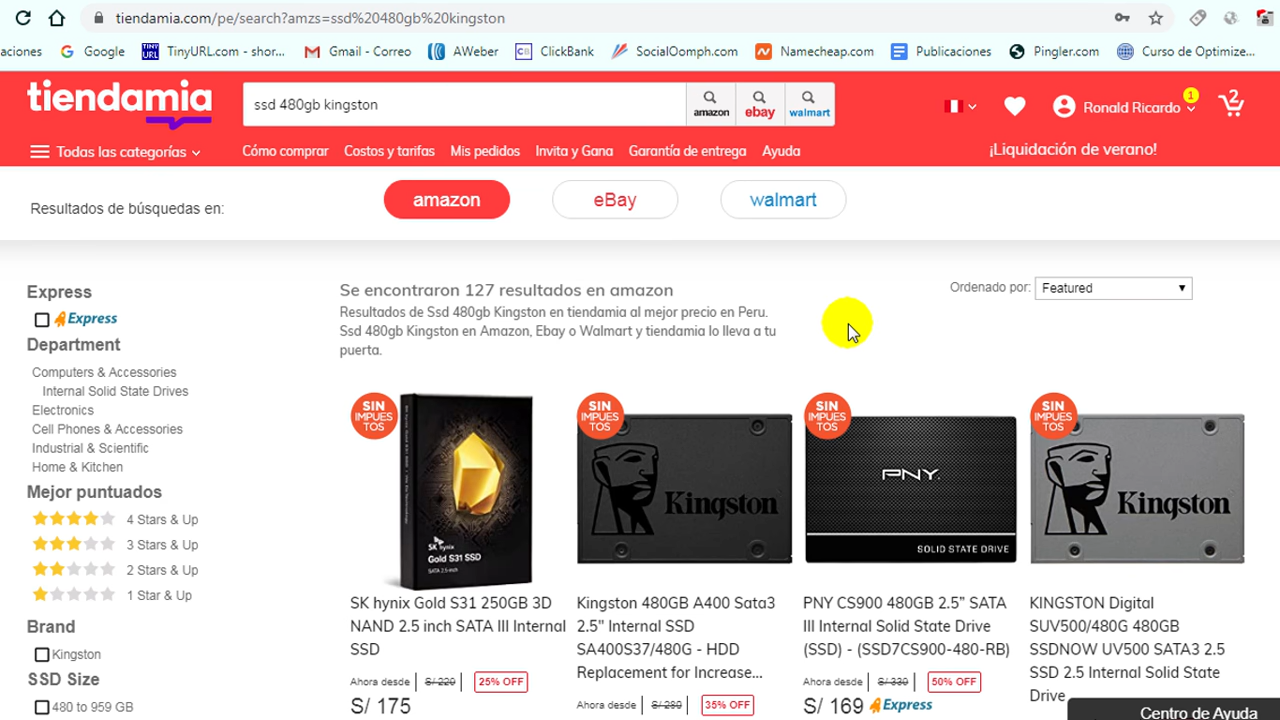 tiendamia.com/pe/search?amzs=ssd%20480gb%20kingston
aciones Google TinyURL.com - shor... Gmail - Correo AWeber ClickBank SocialOomph.com Namecheap.com Publicaciones Pingler.com Curso de Optimize...
tiendamia ssd 480gb kingston amazon ebay walmart Ronald Ricardo 1 2
Todas las categorías Cómo comprar Costos y tarifas Mis pedidos Invita y Gana Garantía de entrega Ayuda ¡Liquidación de verano!
Resultados de búsquedas en: amazon eBay walmart
Express
Express
Department
Computers & Accessories
Internal Solid State Drives
Electronics
Cell Phones & Accessories
Industrial & Scientific
Home & Kitchen
Mejor puntuados
4 Stars & Up
3 Stars & Up
2 Stars & Up
1 Star & Up
Brand
Kingston
SSD Size
480 to 959 GB
Se encontraron 127 resultados en amazon
Resultados de Ssd 480gb Kingston en tiendamia al mejor precio en Peru.
Ssd 480gb Kingston en Amazon, Ebay o Walmart y tiendamia lo lleva a tu
puerta.
Ordenado por: Featured
SIN
IMPUES
TOS
SK hynix
Gold S31 SSD
SATA 2.5-inch
SK hynix Gold S31 250GB 3D
NAND 2.5 inch SATA III Internal
SSD
Ahora desde S/ 220 25% OFF
S/ 175
SIN
IMPUES
TOS
Kingston
Kingston 480GB A400 Sata3
2.5" Internal SSD
SA400S37/480G - HDD
Replacement for Increase...
Ahora desde S/ 280 35% OFF
SIN
IMPUES
TOS
PNY
SOLID STATE DRIVE
PNY CS900 480GB 2.5” SATA
III Internal Solid State Drive
(SSD) - (SSD7CS900-480-RB)
Ahora desde S/ 330 50% OFF
S/ 169 Express
SIN
IMPUES
TOS
Kingston
KINGSTON Digital
SUV500/480G 480GB
SSDNOW UV500 SATA3 2.5
SSD 2.5 Internal Solid State
Drive
Centro de Ayuda